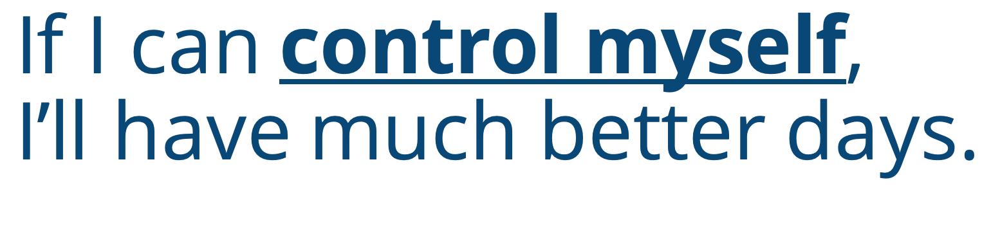 If I can control myself,
I’ll have much better days.